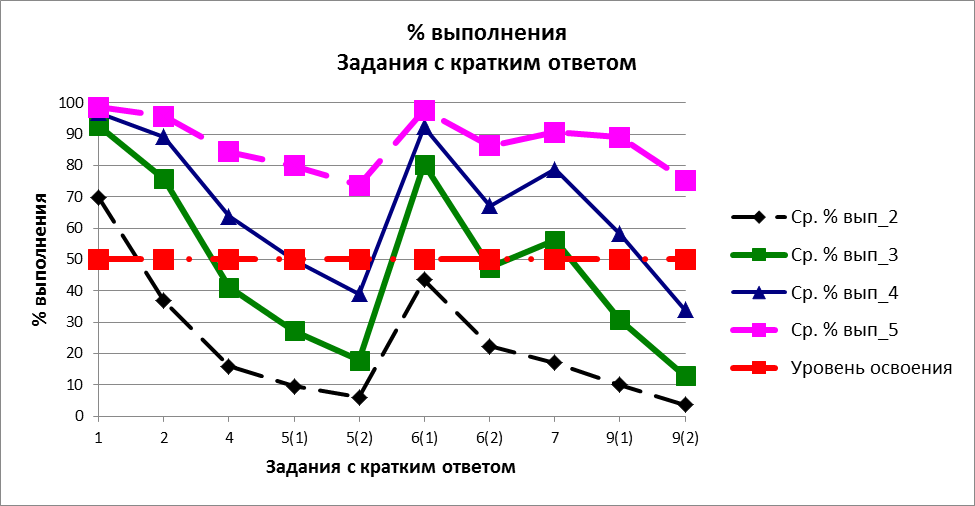 % выполнения
Задания с кратким ответом
% выполнения
100
90
80
70
60
50
40
30
20
10
0
1 2 4 5(1) 5(2) 6(1) 6(2) 7 9(1) 9(2)
Задания с кратким ответом
Ср. % вып_2
Ср. % вып_3
Ср. % вып_4
Ср. % вып_5
Уровень освоения